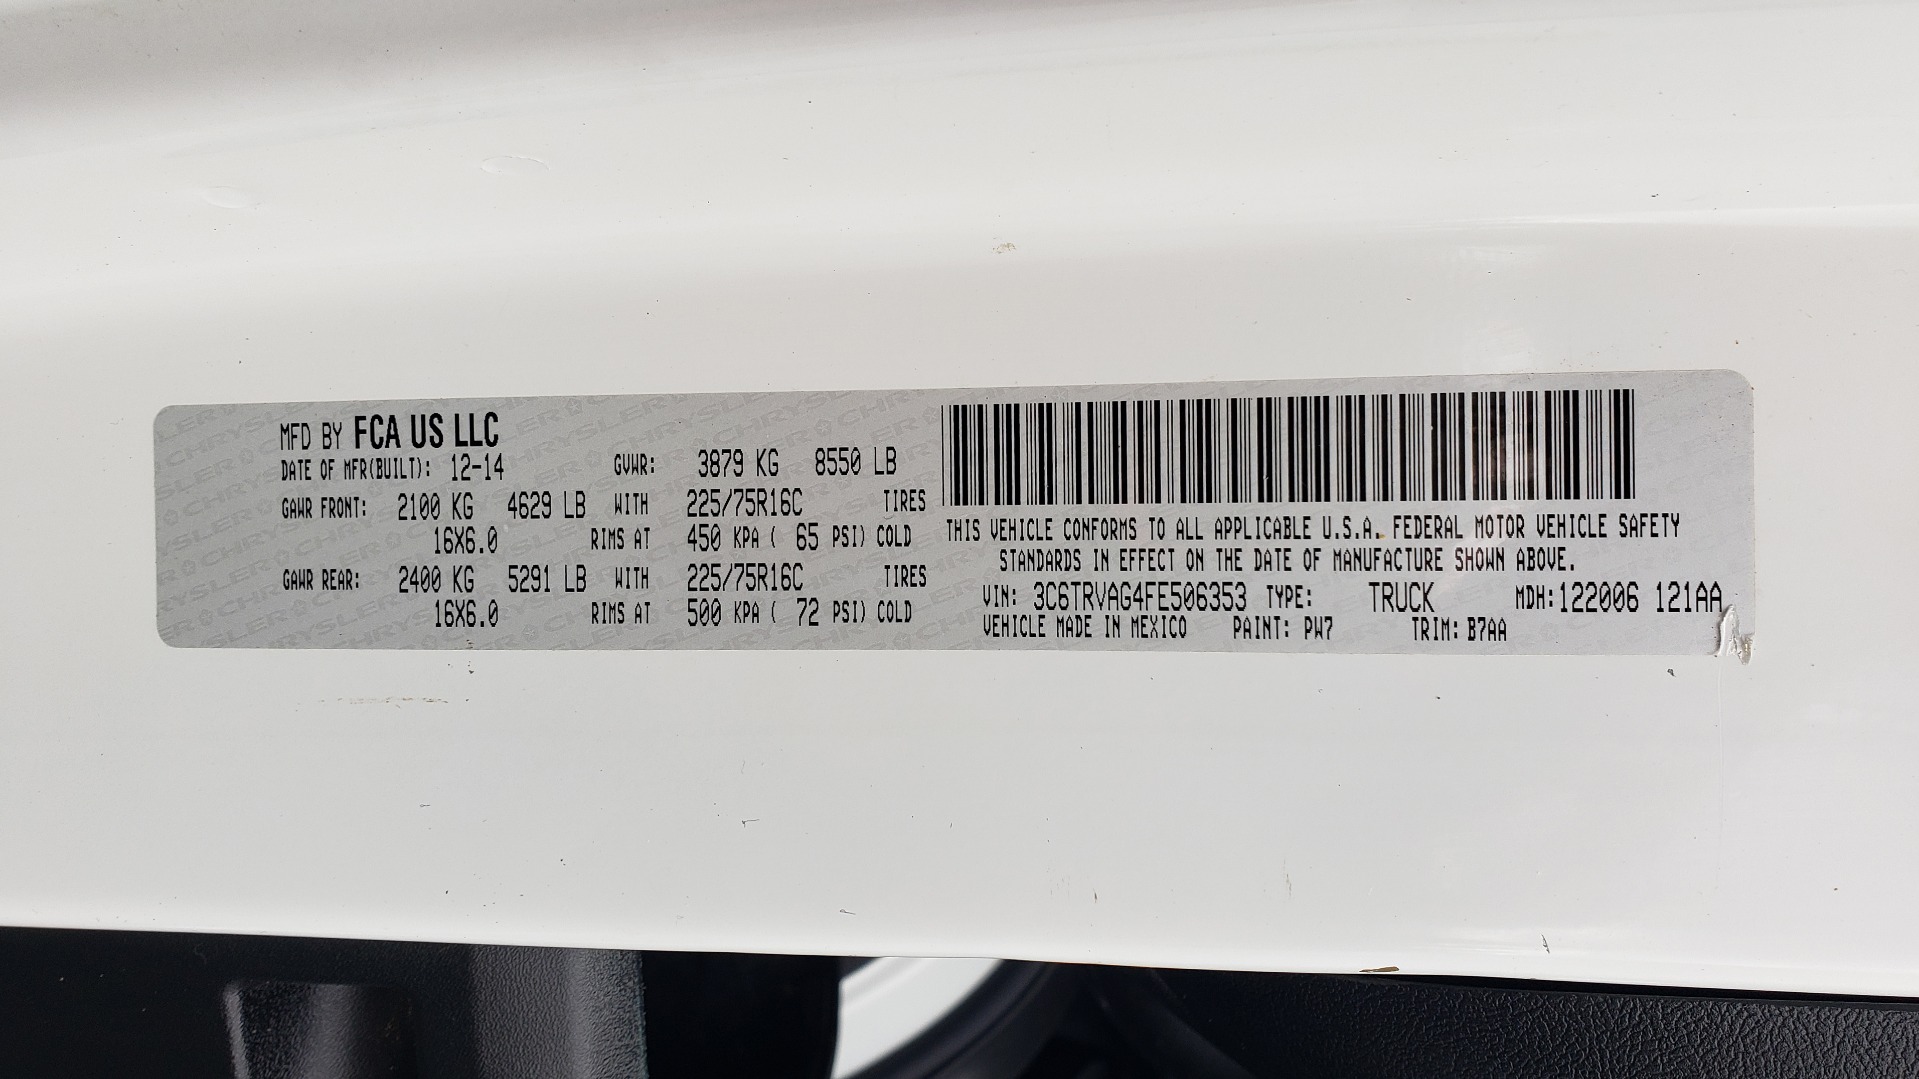 MFD BY FCA US LLC
DATE OF MFR(BUILT): 12-14 GVWR: 3879 KG 8550 LB
GAWR FRONT: 2100 KG 4629 LB WITH 225/75R16C TIRES
16X6.0 RIMS AT 450 KPA ( 65 PSI) COLD
GAWR REAR: 2400 KG 5291 LB WITH 225/75R16C TIRES
16X6.0 RIMS AT 500 KPA ( 72 PSI) COLD
THIS VEHICLE CONFORMS TO ALL APPLICABLE U.S.A. FEDERAL MOTOR VEHICLE SAFETY
STANDARDS IN EFFECT ON THE DATE OF MANUFACTURE SHOWN ABOVE.
VIN: 3C6TRVAG4FE506353 TYPE: TRUCK MDH:122006 121AA
VEHICLE MADE IN MEXICO PAINT: PW7 TRIM: B7AA